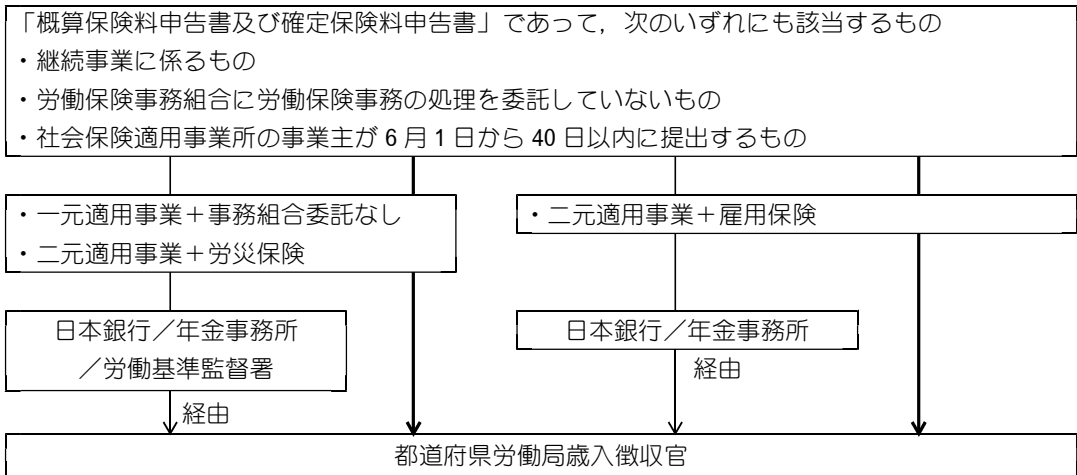 「概算保険料申告書及び確定保険料申告書」であって，次のいずれにも該当するもの
・継続事業に係るもの
・労働保険事務組合に労働保険事務の処理を委託していないもの
・社会保険適用事業所の事業主が 6 月 1 日から 40 日以内に提出するもの
・一元適用事業＋事務組合委託なし
・二元適用事業＋労災保険
・二元適用事業＋雇用保険
日本銀行／年金事務所
／労働基準監督署
日本銀行／年金事務所
経由
経由
都道府県労働局歳入徴収官